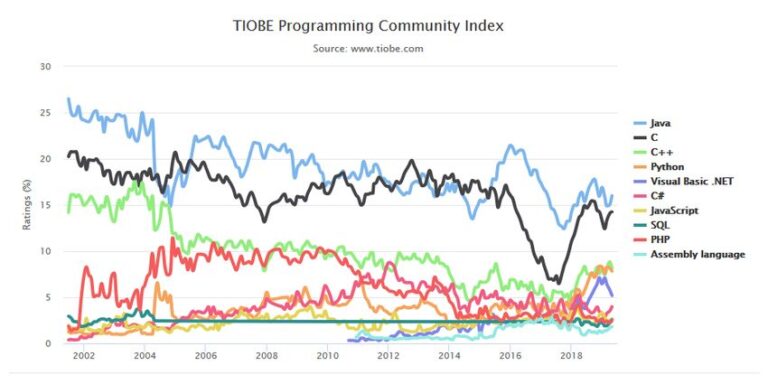 TIOBE Programming Community Index
Source: www.tiobe.com
30
25
20
15
10
5
0
Ratings (%)
2002 2004 2006 2008 2010 2012 2014 2016 2018
Java
C
C++
Python
Visual Basic .NET
C#
JavaScript
SQL
PHP
Assembly language